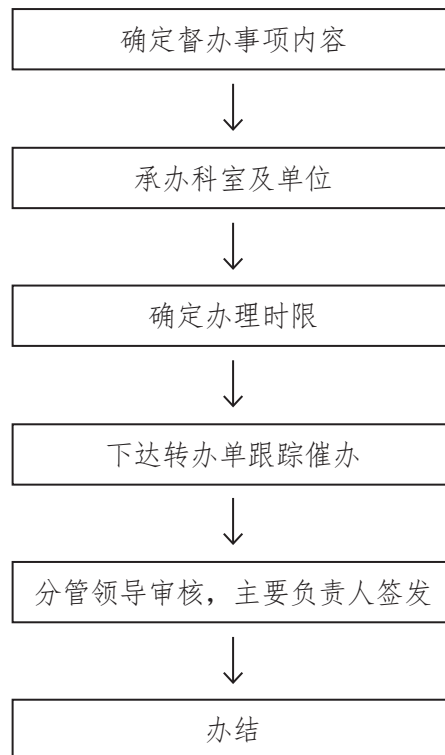 确定督办事项内容
承办科室及单位
确定办理时限
下达转办单跟踪催办
分管领导审核，主要负责人签发
办结